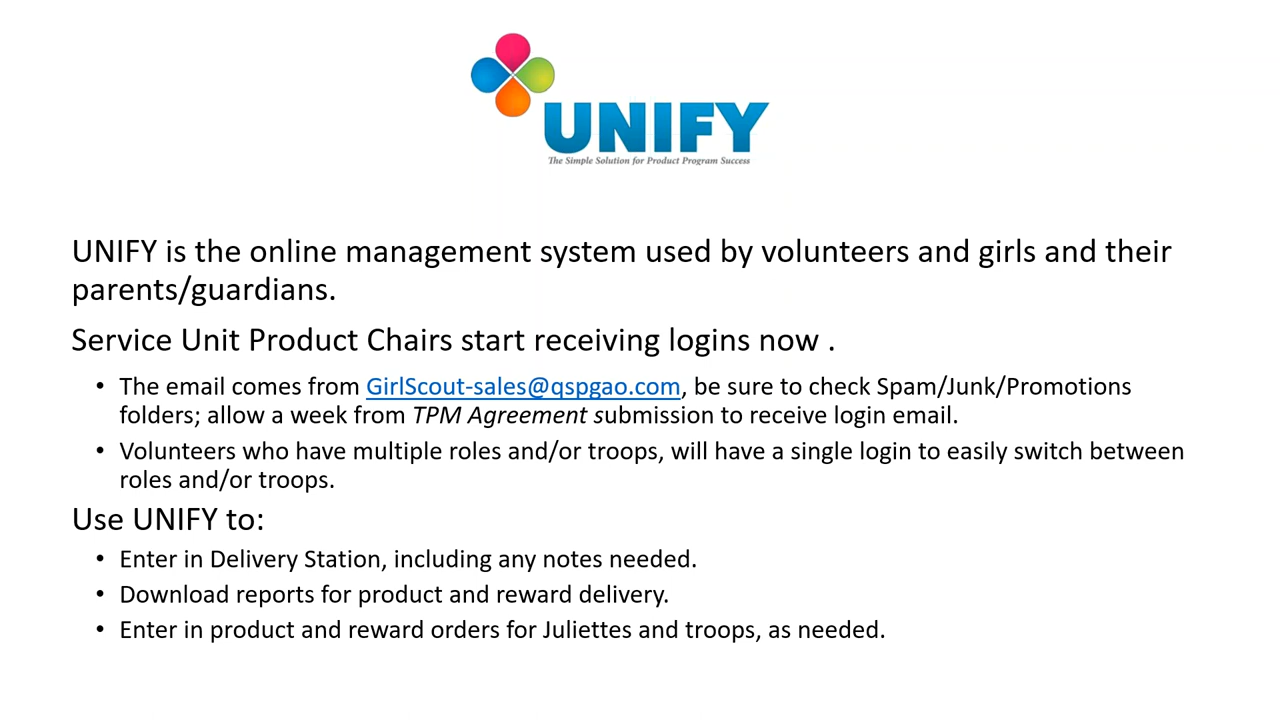 UNIFY
The Simple Solution for Product Program Success
UNIFY is the online management system used by volunteers and girls and their
parents/guardians.
Service Unit Product Chairs start receiving logins now .
• The email comes from GirlScout-sales@qspgao.com, be sure to check Spam/Junk/Promotions
folders; allow a week from TPM Agreement submission to receive login email.
• Volunteers who have multiple roles and/or troops, will have a single login to easily switch between
roles and/or troops.
Use UNIFY to:
• Enter in Delivery Station, including any notes needed.
• Download reports for product and reward delivery.
• Enter in product and reward orders for Juliettes and troops, as needed.